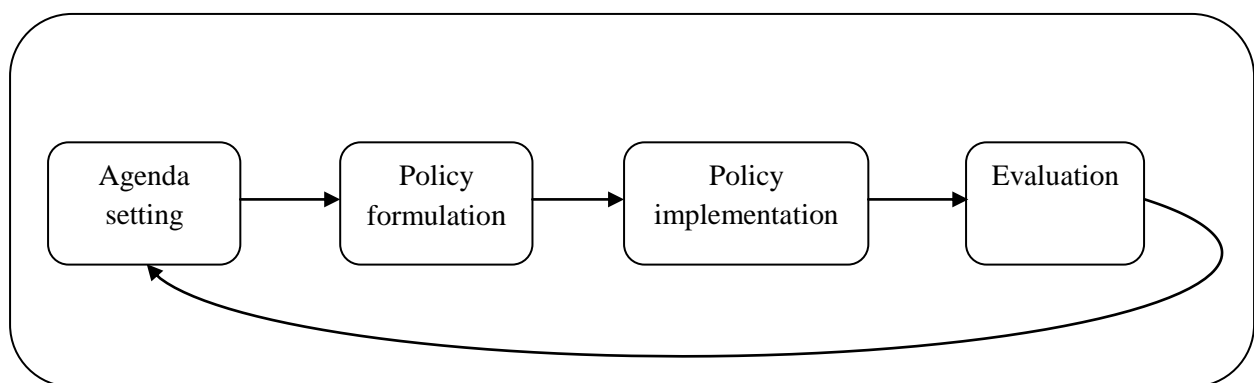 Agenda
setting
Policy
formulation
Policy
implementation
Evaluation